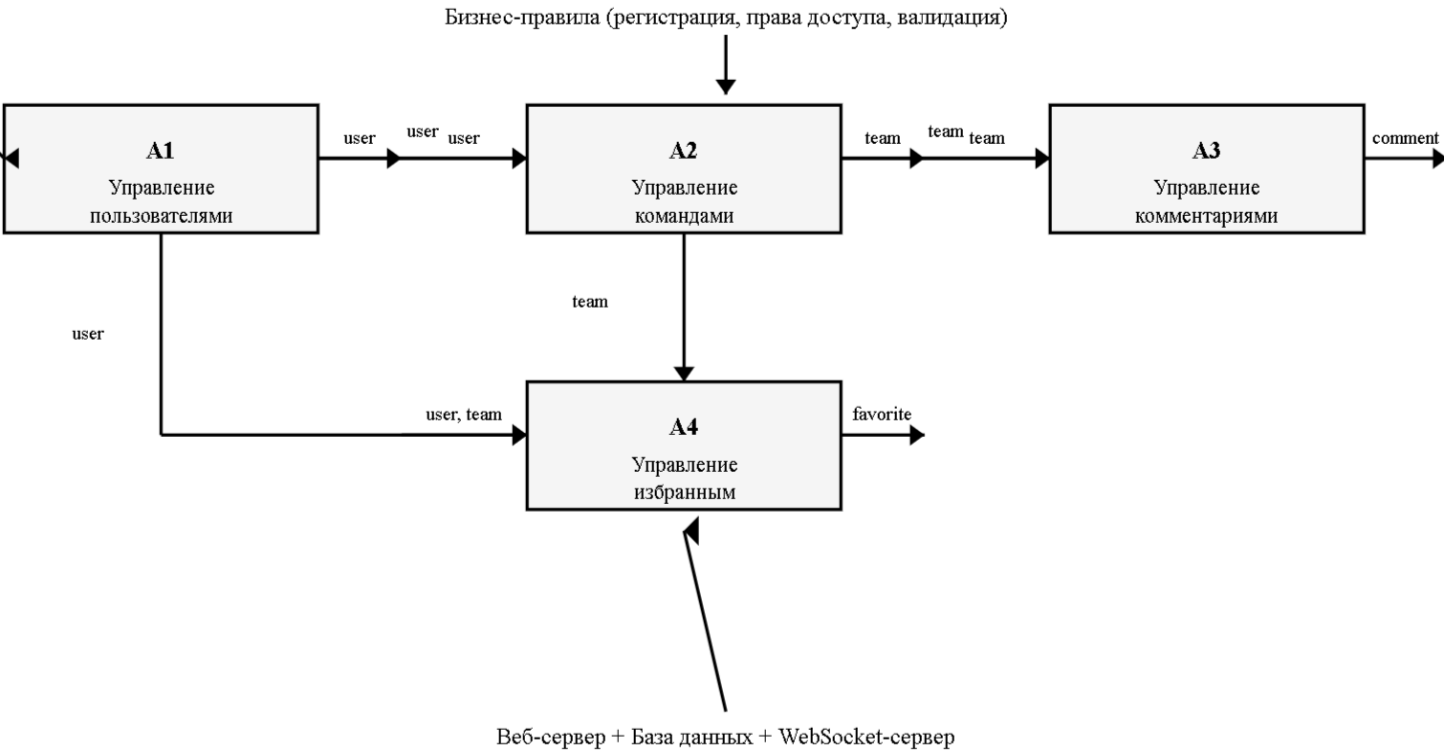 Бизнес-правила (регистрация, права доступа, валидация)
A1
Управление
пользователями
user
user
user
A2
Управление
командами
team
team
team
A3
Управление
комментариями
comment
user
team
user, team
A4
Управление
избранным
favorite
Веб-сервер + База данных + WebSocket-сервер